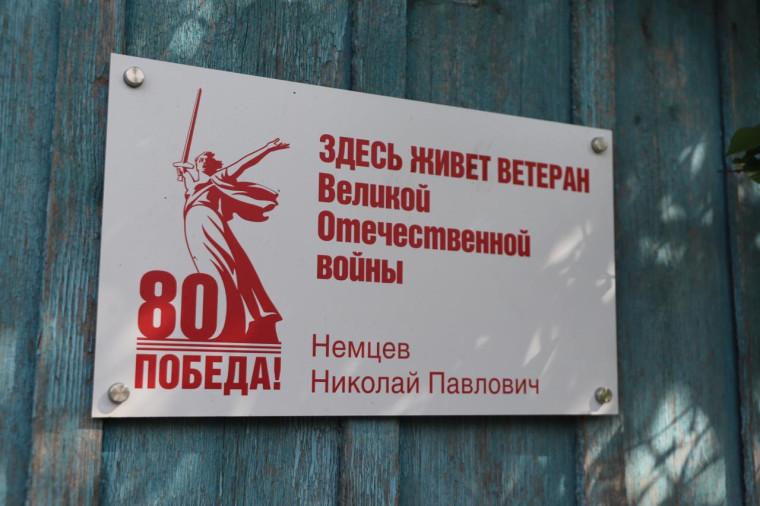 ЗДЕСЬ ЖИВЕТ ВЕТЕРАН
Великой
Отечественной
войны
80
ПОБЕДА!
Немцев
Николай Павлович